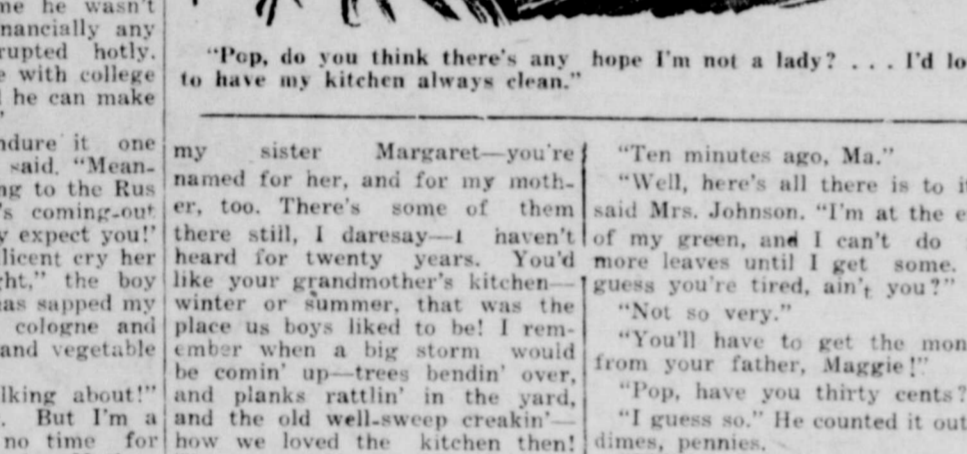 me he wasn't
nancially any
rupted hotly.
with college
he can make
ndure it one
said. "Mean-
ng to the Rus
's coming-out
y expect you!'
licent cry her
ht," the boy
as sapped my
cologne and
and vegetable
lking about!"
. But I'm a
no time for
"Pop, do you think there's any hope I'm not a lady? . . . I'd lo
to have my kitchen always clean."
my sister Margaret—you're
named for her, and for my moth-
er, too. There's some of them
there still, I daresay—I haven't
heard for twenty years. You'd
like your grandmother's kitchen—
winter or summer, that was the
place us boys liked to be! I rem-
ember when a big storm would
be comin' up—trees bendin' over,
and planks rattlin' in the yard,
and the old well-sweep creakin'—
how we loved the kitchen then!
"Ten minutes ago, Ma."
"Well, here's all there is to i
said Mrs. Johnson. "I'm at the e
of my green, and I can't do
more leaves until I get some.
guess you're tired, ain't you?"
"Not so very."
"You'll have to get the mon
from your father, Maggie!"
"Pop, have you thirty cents?
"I guess so." He counted it out
dimes, pennies.